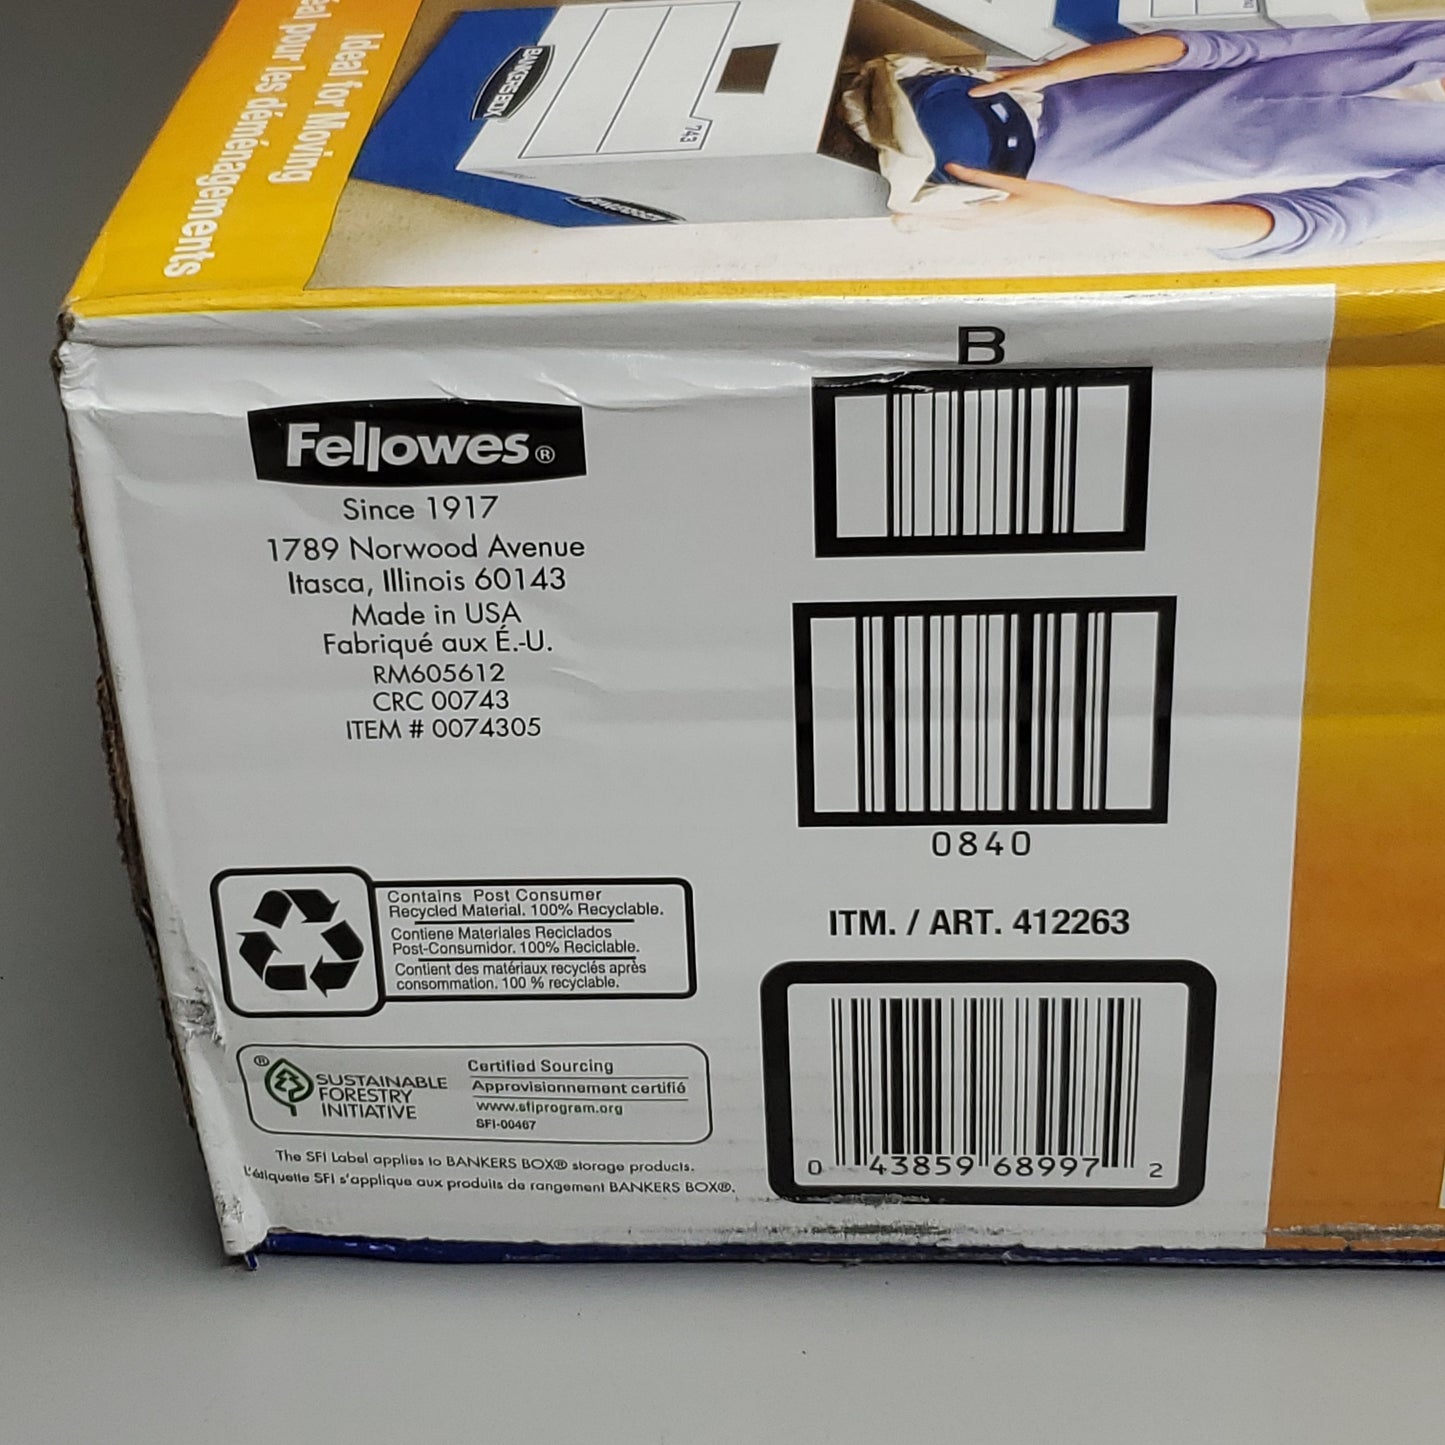 Ideal for Moving
éal pour les déménagements
BANKERS BOX
743
Fellowes®
Since 1917
1789 Norwood Avenue
Itasca, Illinois 60143
Made in USA
Fabriqué aux É.-U.
RM605612
CRC 00743
ITEM # 0074305
Contains Post Consumer
Recycled Material. 100% Recyclable.
Contiene Materiales Reciclados
Post-Consumidor. 100% Reciclable.
Contient des matériaux recyclés après
consommation. 100 % recyclable.
®
SUSTAINABLE
FORESTRY
INITIATIVE
Certified Sourcing
Approvisionnement certifié
www.sfiprogram.org
SFI-00467
The SFI Label applies to BANKERS BOX® storage products.
L'étiquette SFI s'applique aux produits de rangement BANKERS BOX®.
B
0840
ITM. / ART. 412263
0 43859 68997 2